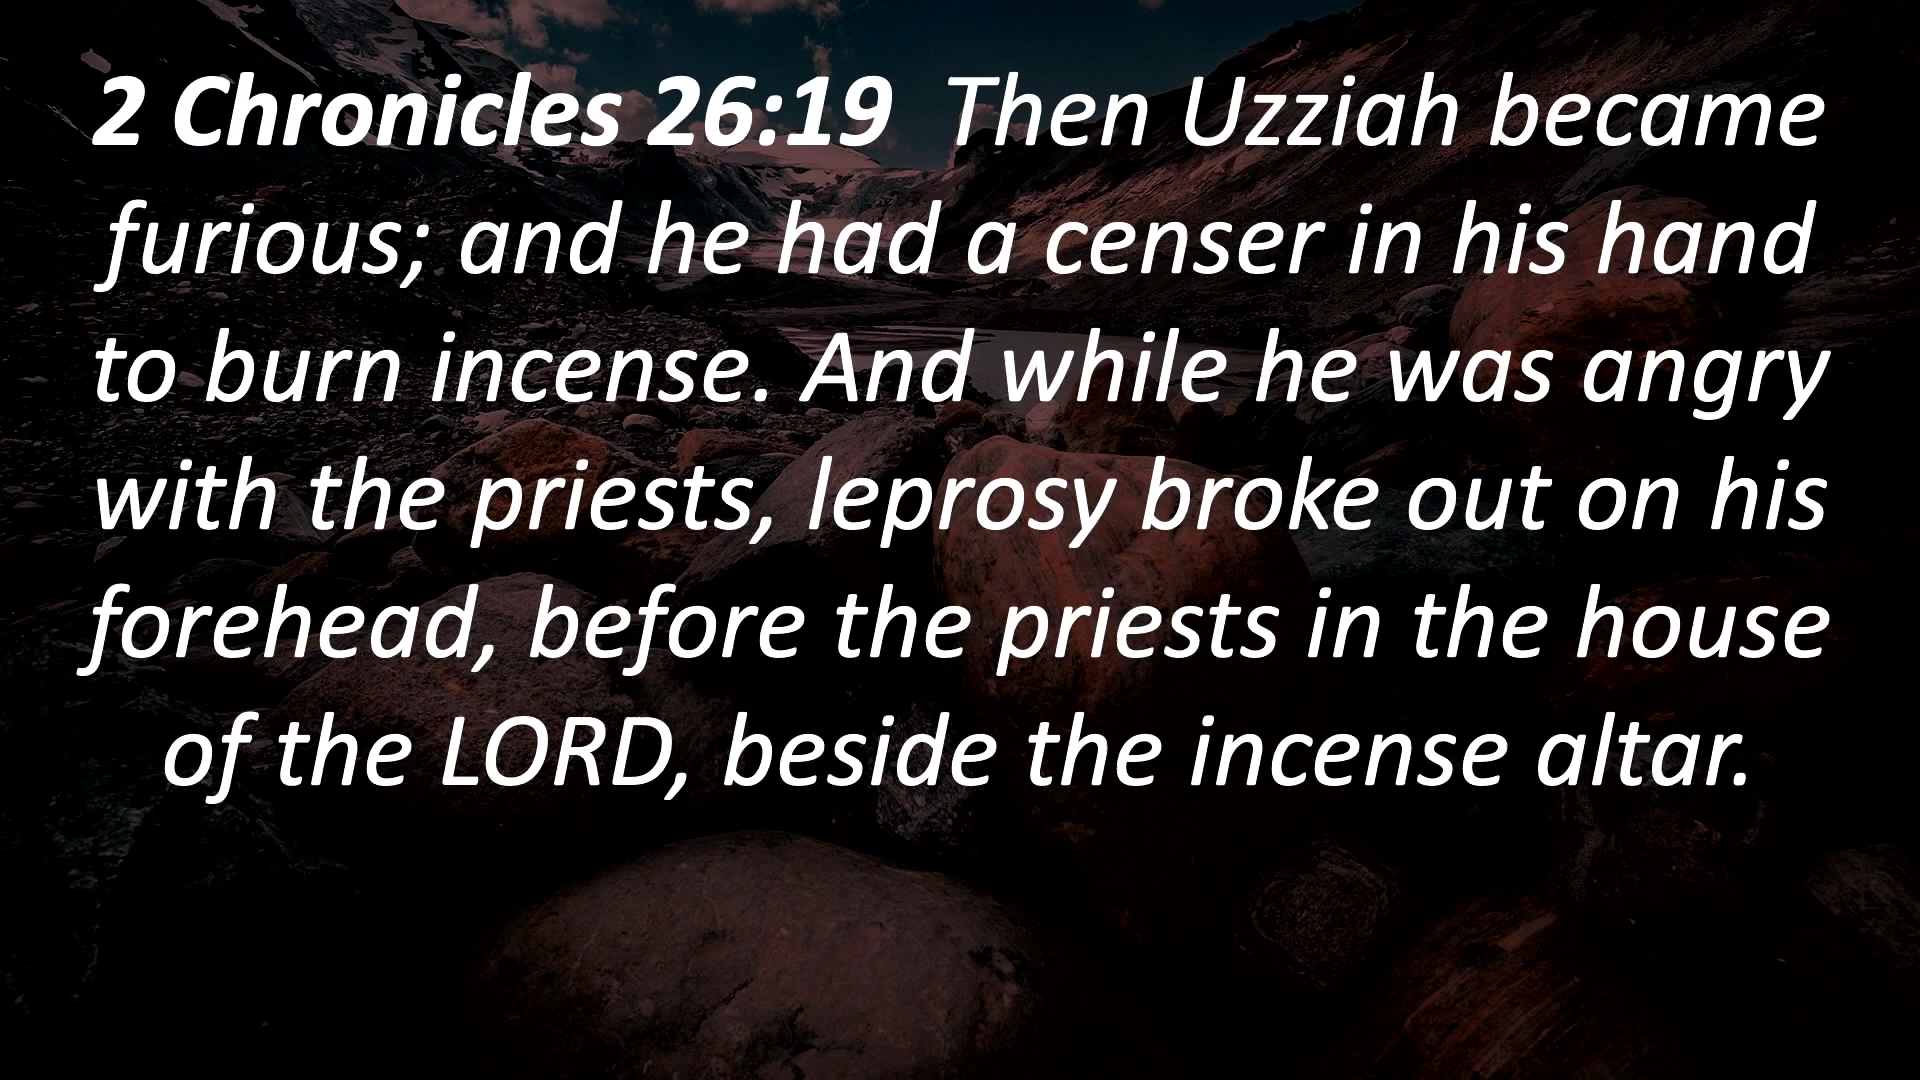 2 Chronicles 26:19  Then Uzziah became
furious; and he had a censer in his hand
to burn incense. And while he was angry
with the priests, leprosy broke out on his
forehead, before the priests in the house
of the LORD, beside the incense altar.